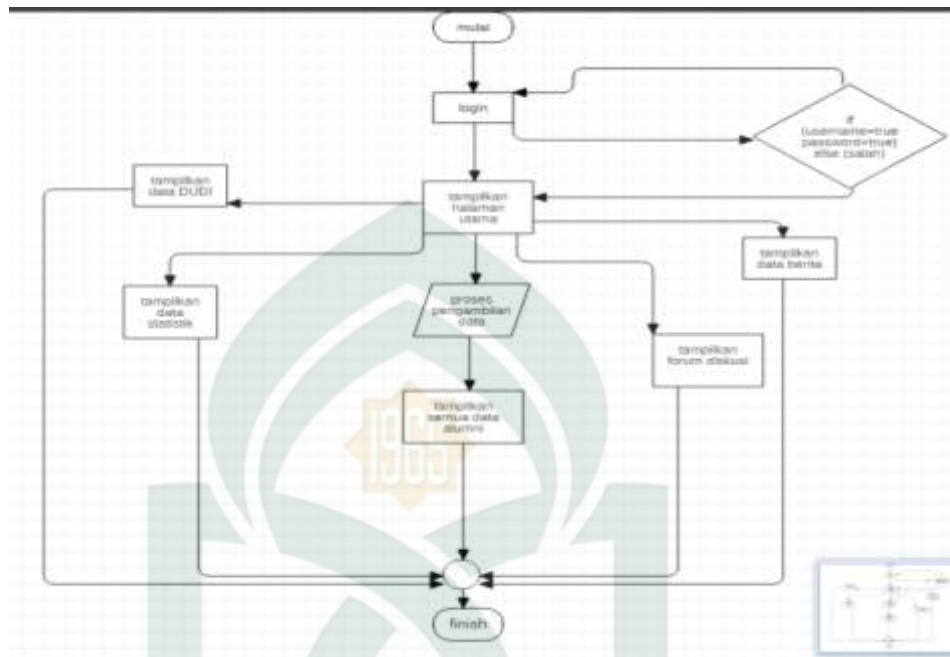 mulai
login
if
(username=true
password=true)
else (salah)
tampilkan
data DUDI
tampilkan
halaman
utama
tampilkan
data berita
tampilkan
data
statistik
proses
pengambilan
data
tampilkan
forum diskusi
tampilkan
semua data
alumni
1965
finish